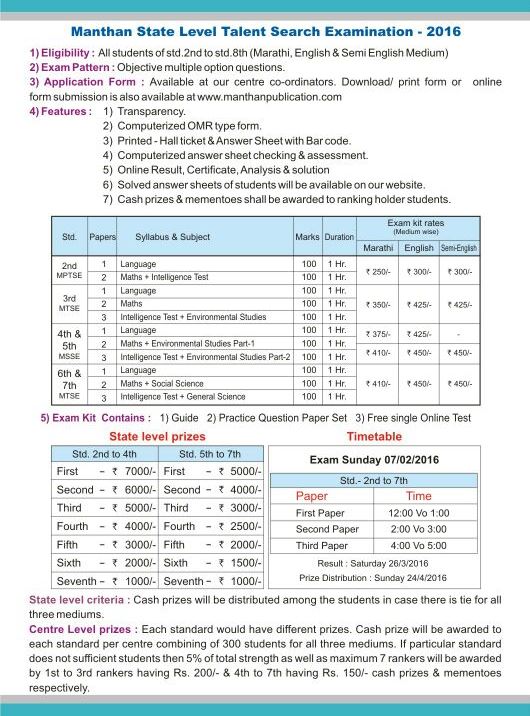 Manthan State Level Talent Search Examination - 2016
1) Eligibility : All students of std.2nd to std.8th (Marathi, English & Semi English Medium)
2) Exam Pattern : Objective multiple option questions.
3) Application Form : Available at our centre co-ordinators. Download/ print form or online
form submission is also available at www.manthanpublication.com
4) Features : 1) Transparency.
2) Computerized OMR type form.
3) Printed - Hall ticket & Answer Sheet with Bar code.
4) Computerized answer sheet checking & assessment.
5) Online Result, Certificate, Analysis & solution
6) Solved answer sheets of students will be available on our website.
7) Cash prizes & mementoes shall be awarded to ranking holder students.
Std. Papers Syllabus & Subject Marks Duration Exam kit rates (Medium wise)
Marathi English Semi-English
2nd MPTSE
1 Language 100 1 Hr.
2 Maths + Intelligence Test 100 1 Hr.
₹ 250/- ₹ 300/- ₹ 300/-
3rd MTSE
1 Language 100 1 Hr.
2 Maths 100 1 Hr.
3 Intelligence Test + Environmental Studies 100 1 Hr.
₹ 350/- ₹ 425/- ₹ 425/-
4th & 5th MSSE
1 Language 100 1 Hr. ₹ 375/- ₹ 425/- -
2 Maths + Environmental Studies Part-1 100 1 Hr.
3 Intelligence Test + Environmental Studies Part-2 100 1 Hr.
₹ 410/- ₹ 450/- ₹ 450/-
6th & 7th MTSE
1 Language 100 1 Hr.
2 Maths + Social Science 100 1 Hr.
3 Intelligence Test + General Science 100 1 Hr.
₹ 410/- ₹ 450/- ₹ 450/-
5) Exam Kit Contains : 1) Guide 2) Practice Question Paper Set 3) Free single Online Test
State level prizes
Std. 2nd to 4th Std. 5th to 7th
First – ₹ 7000/- First – ₹ 5000/-
Second – ₹ 6000/- Second – ₹ 4000/-
Third – ₹ 5000/- Third – ₹ 3000/-
Fourth – ₹ 4000/- Fourth – ₹ 2500/-
Fifth – ₹ 3000/- Fifth – ₹ 2000/-
Sixth – ₹ 2000/- Sixth – ₹ 1500/-
Seventh – ₹ 1000/- Seventh – ₹ 1000/-
Timetable
Exam Sunday 07/02/2016
Std.- 2nd to 7th
Paper Time
First Paper 12:00 Vo 1:00
Second Paper 2:00 Vo 3:00
Third Paper 4:00 Vo 5:00
Result : Saturday 26/3/2016
Prize Distribution : Sunday 24/4/2016
State level criteria : Cash prizes will be distributed among the students in case there is tie for all
three mediums.
Centre Level prizes : Each standard would have different prizes. Cash prize will be awarded to
each standard per centre combining of 300 students for all three mediums. If particular standard
does not sufficient students then 5% of total strength as well as maximum 7 rankers will be awarded
by 1st to 3rd rankers having Rs. 200/- & 4th to 7th having Rs. 150/- cash prizes & mementoes
respectively.